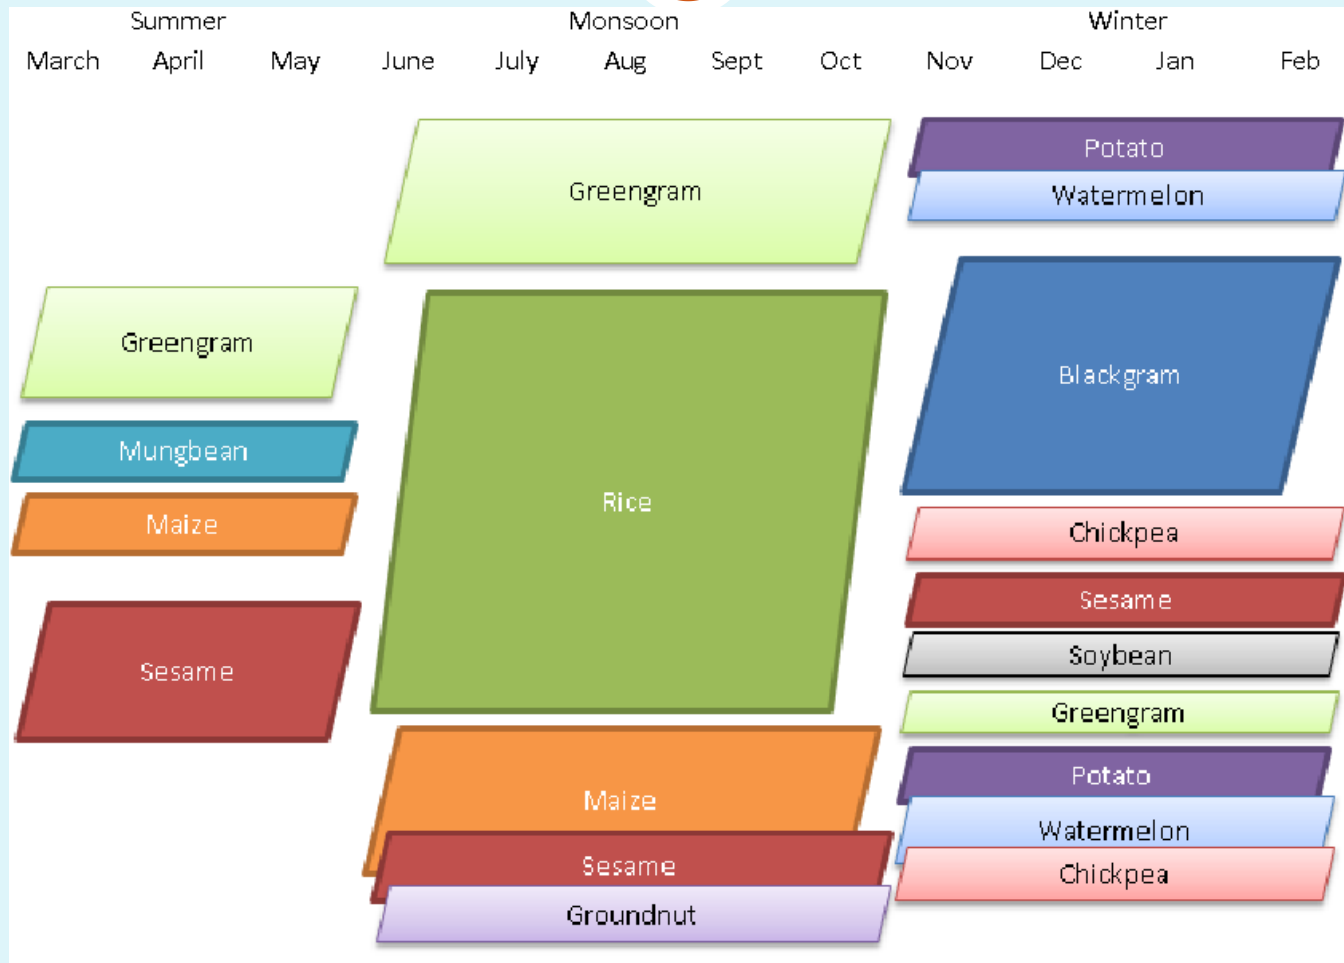 Summer Monsoon Winter
March April May June July Aug Sept Oct Nov Dec Jan Feb
Potato
Greengram Watermelon
Greengram
Blackgram
Mungbean
Rice
Maize
Chickpea
Sesame
Sesame
Soybean
Greengram
Potato
Maize
Watermelon
Sesame
Chickpea
Groundnut